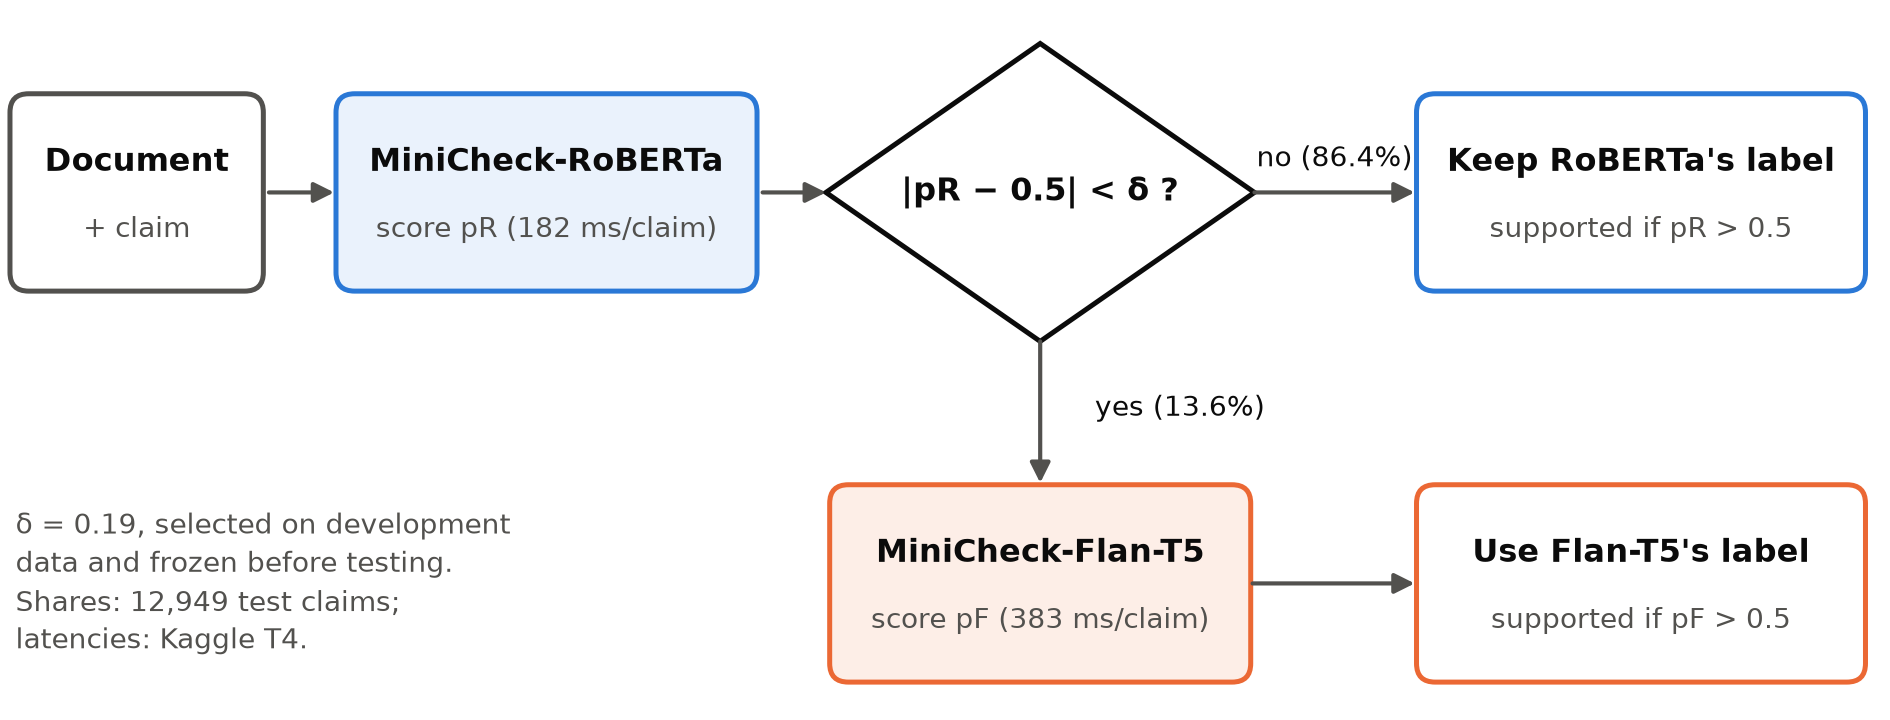 Document
+ claim
MiniCheck-RoBERTa
score pR (182 ms/claim)
|pR − 0.5| < δ ?
no (86.4%)
Keep RoBERTa's label
supported if pR > 0.5
yes (13.6%)
MiniCheck-Flan-T5
score pF (383 ms/claim)
Use Flan-T5's label
supported if pF > 0.5
δ = 0.19, selected on development
data and frozen before testing.
Shares: 12,949 test claims;
latencies: Kaggle T4.